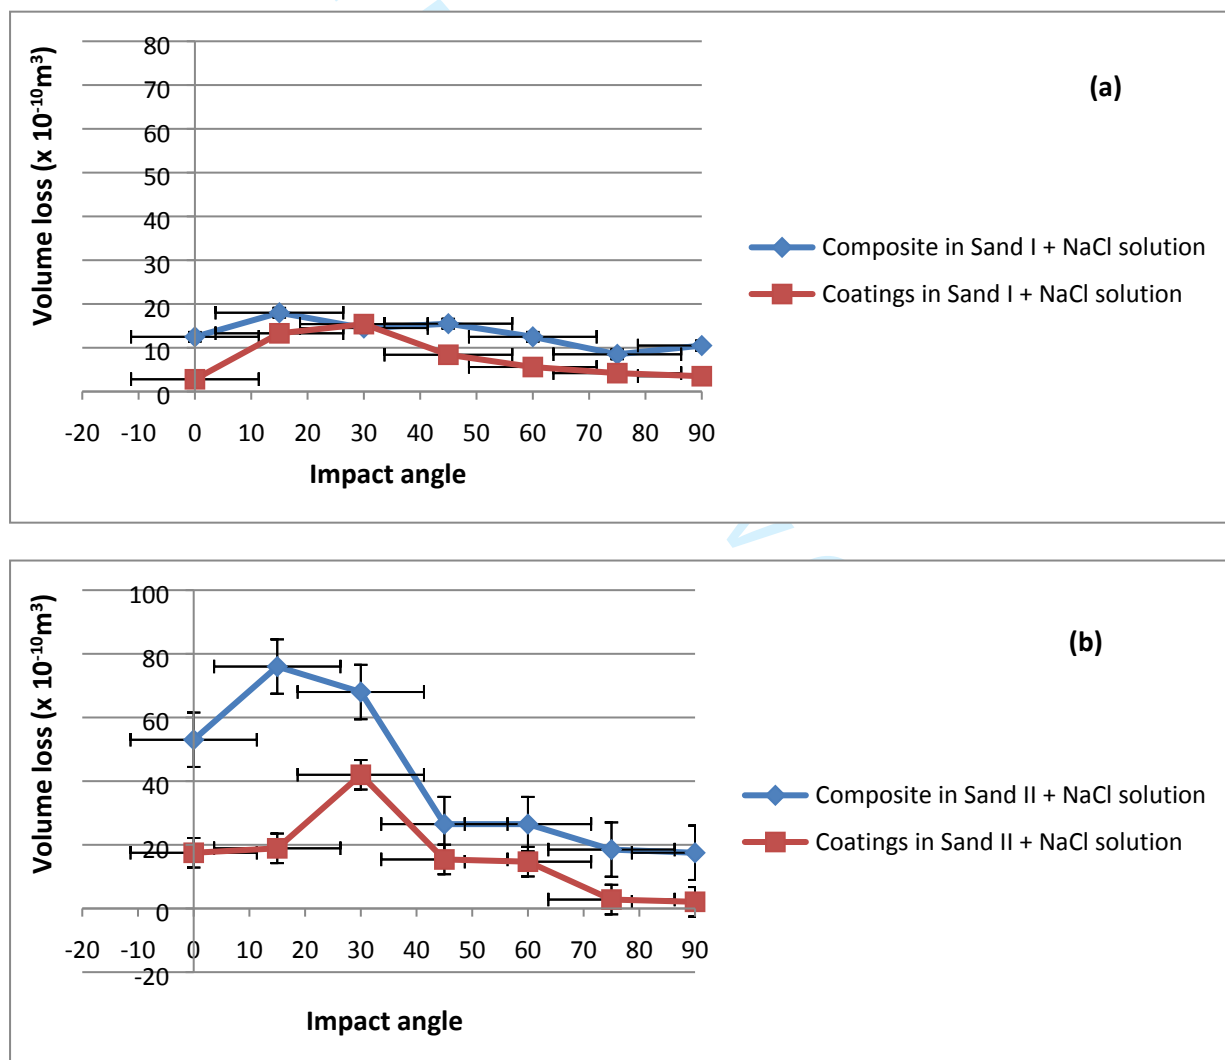 80
70
60
50
40
30
20
10
0
-20 -10 0 10 20 30 40 50 60 70 80 90
Volume loss (x 10⁻¹⁰m³)
Impact angle
(a)
Composite in Sand I + NaCl solution
Coatings in Sand I + NaCl solution
100
80
60
40
20
0
-20 -10 0 10 20 30 40 50 60 70 80 90
-20
Volume loss (x 10⁻¹⁰m³)
Impact angle
(b)
Composite in Sand II + NaCl solution
Coatings in Sand II + NaCl solution